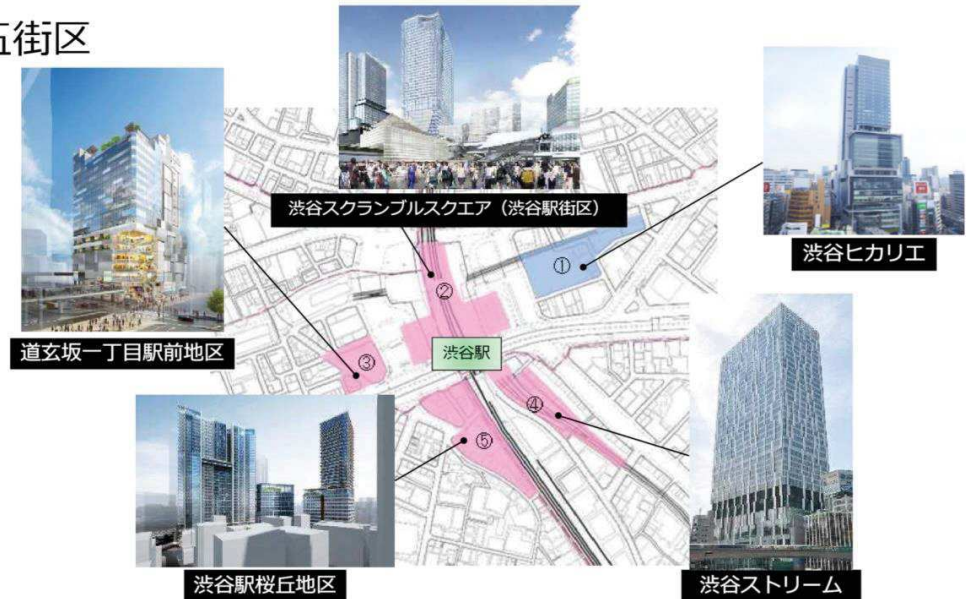 五街区
渋谷スクランブルスクエア（渋谷駅街区）
渋谷ヒカリエ
①
②
渋谷駅
③
道玄坂一丁目駅前地区
④
⑤
渋谷駅桜丘地区
渋谷ストリーム